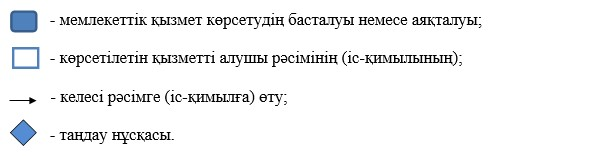 - мемлекеттік қызмет көрсетудің басталуы немесе аяқталуы;
- көрсетілетін қызметті алушы рәсімінің (іс-қимылының);
- келесі рәсімге (іс-қимылға) өту;
- таңдау нұсқасы.